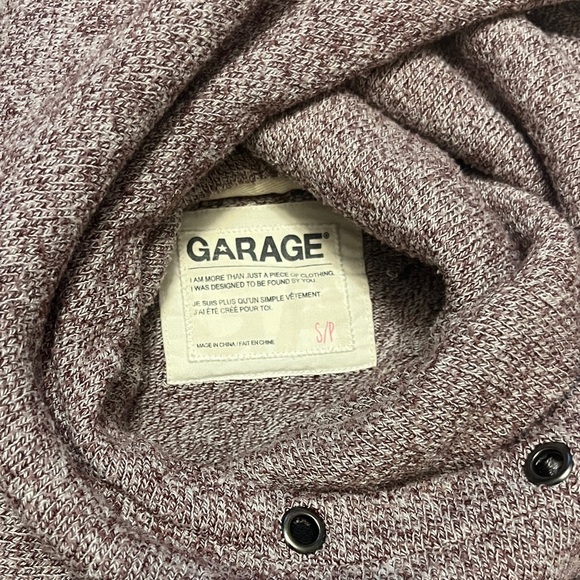 GARAGE®
I AM MORE THAN JUST A PIECE OF CLOTHING.
I WAS DESIGNED TO BE FOUND BY YOU.
JE SUIS PLUS QU'UN SIMPLE VÊTEMENT.
J'AI ÉTÉ CRÉÉ POUR TOI.
S/P
MADE IN CHINA / FAIT EN CHINE